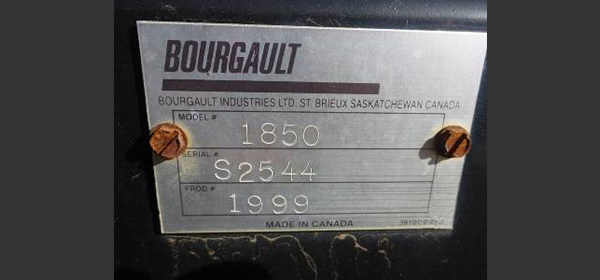 BOURGAULT
BOURGAULT INDUSTRIES LTD. ST. BRIEUX SASKATCHEWAN CANADA
MODEL # 1850
SERIAL # S2544
PROD # 1999
MADE IN CANADA